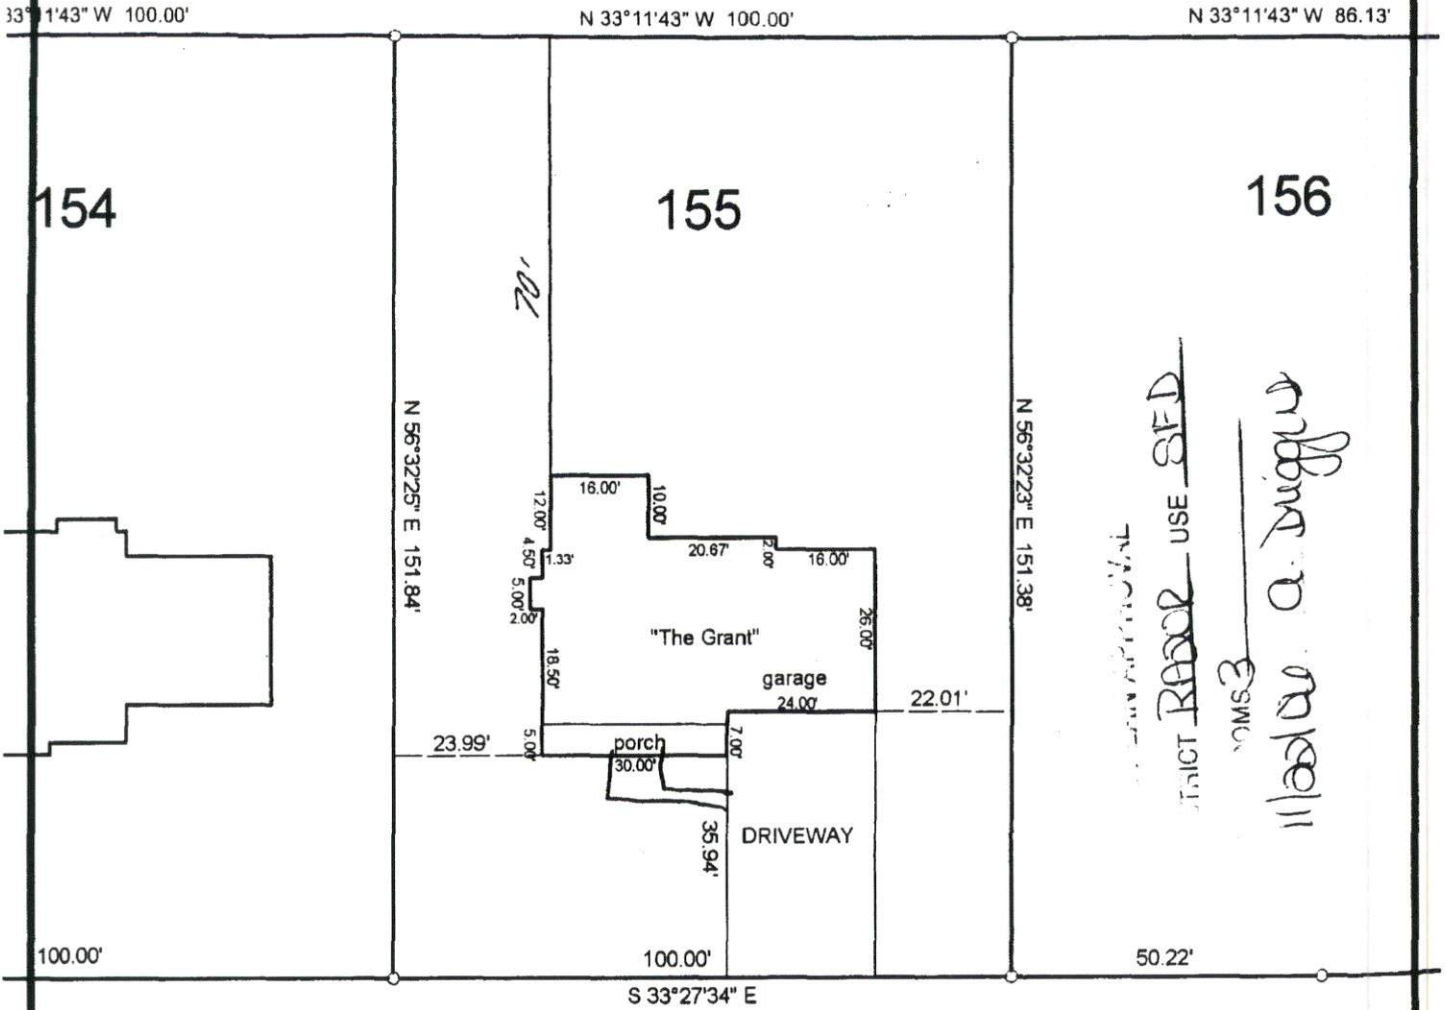 33°11'43" W 100.00'
N 33°11'43" W 100.00'
N 33°11'43" W 86.13'
154
155
156
70'
N 56°32'25" E 151.84'
N 56°32'23" E 151.38'
16.00'
12.00'
10.00'
20.67'
2.00'
16.00'
4.50'
1.33'
5.00'
2.00'
18.50'
26.00'
"The Grant"
garage
24.00'
22.01'
23.99'
5.00'
porch
30.00'
7.00'
35.94'
DRIVEWAY
USE SFD
100.00'
100.00'
50.22'
S 33°27'34" E